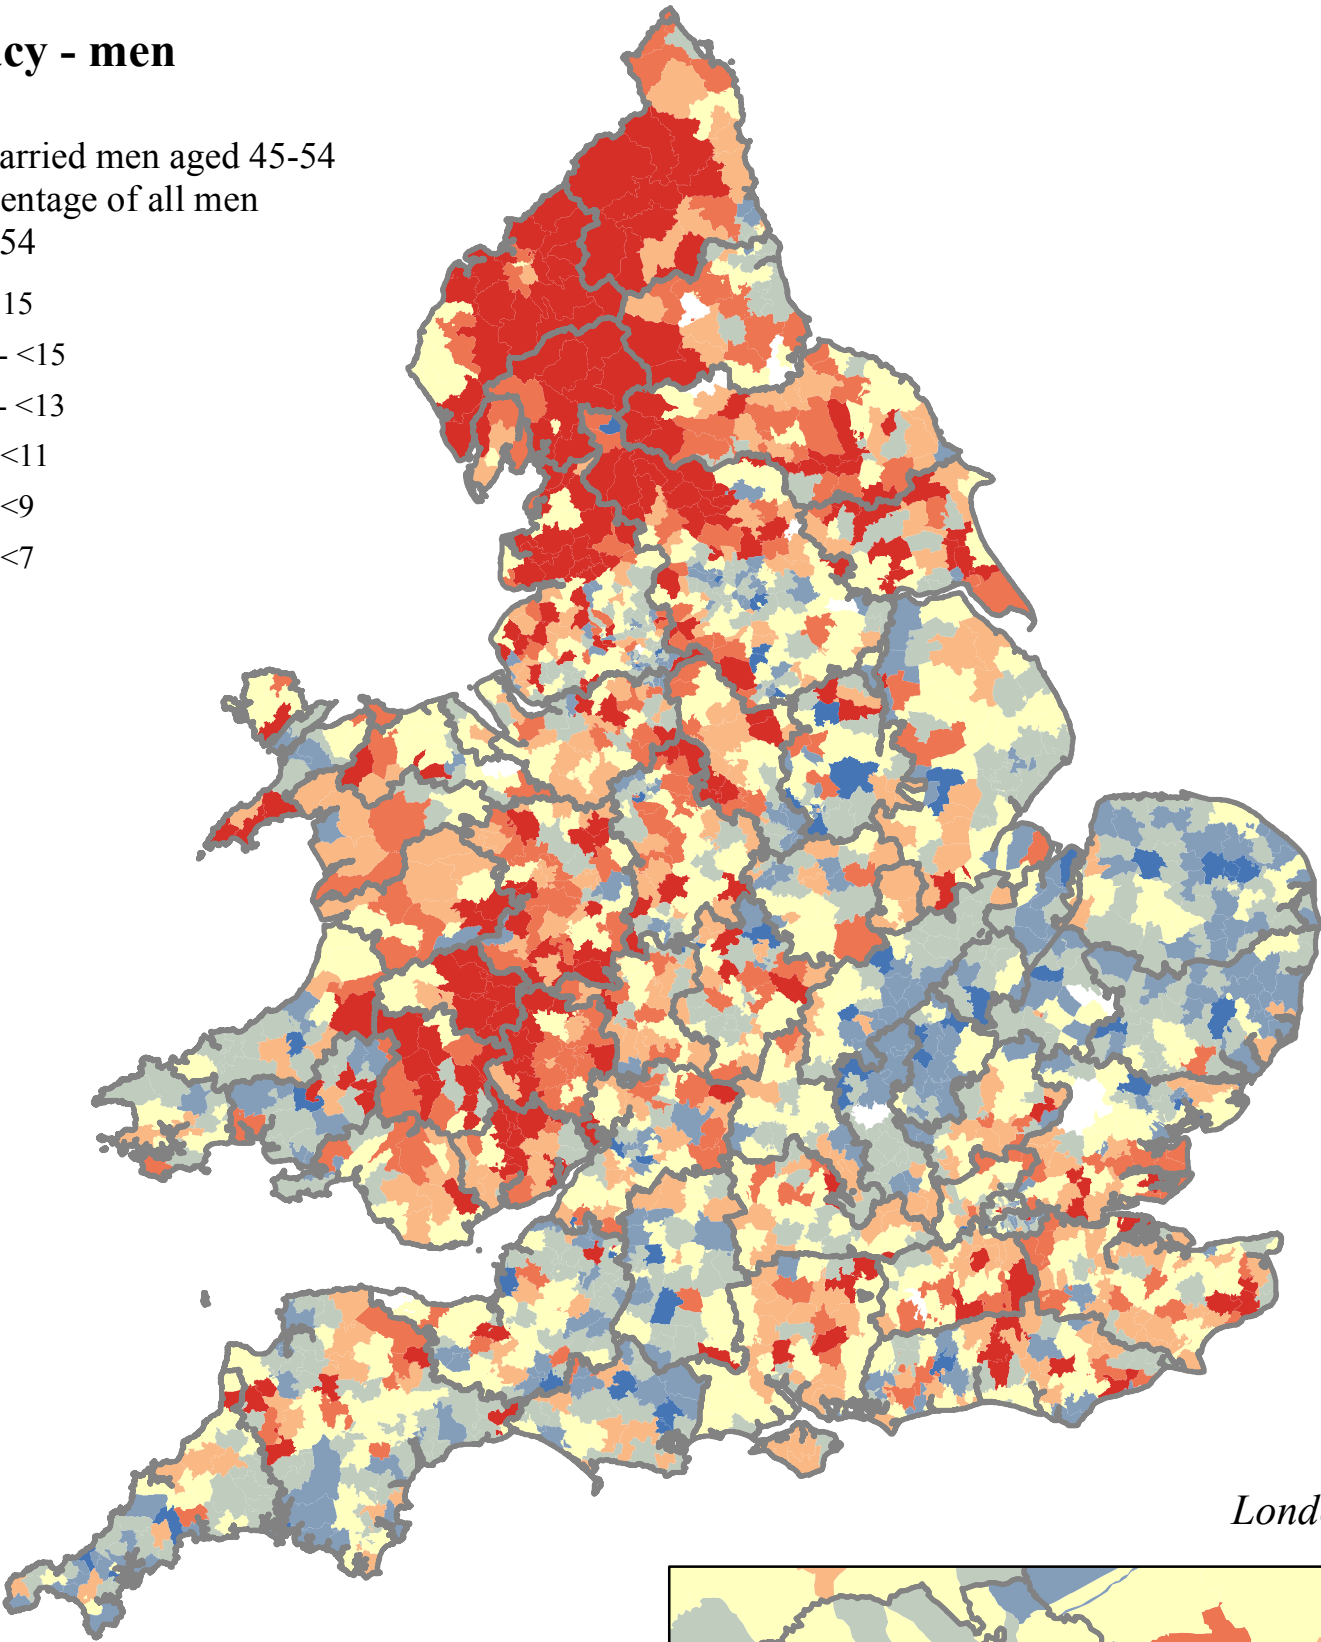 cy - men
arried men aged 45-54
entage of all men
54
15
- <15
- <13
<11
<9
<7
Lond